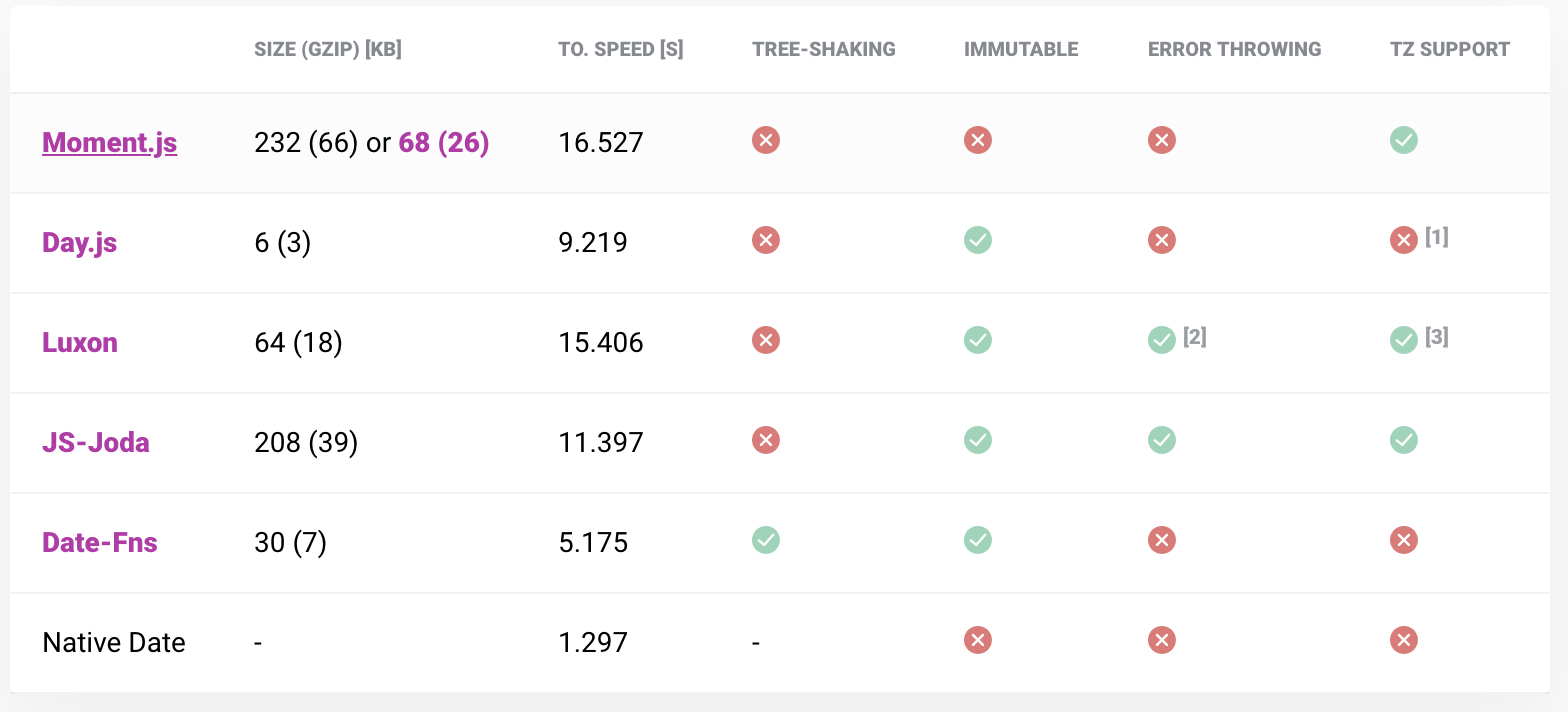 SIZE (GZIP) [KB] TO. SPEED [S] TREE-SHAKING IMMUTABLE ERROR THROWING TZ SUPPORT
Moment.js 232 (66) or 68 (26) 16.527
Day.js 6 (3) 9.219 [1]
Luxon 64 (18) 15.406 [2] [3]
JS-Joda 208 (39) 11.397
Date-Fns 30 (7) 5.175
Native Date - 1.297 -